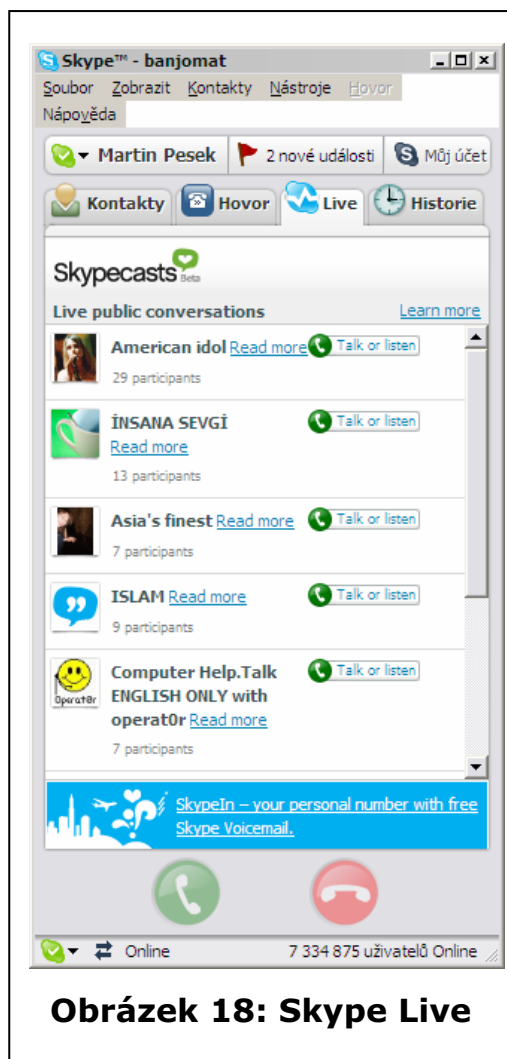 Skype™ - banjomat
Soubor Zobrazit Kontakty Nástroje Hovor
Nápověda
Martin Pesek 2 nové události Můj účet
Kontakty Hovor Live Historie
Skypecasts Beta
Live public conversations Learn more
American idol Read more Talk or listen
29 participants
İNSANA SEVGİ Talk or listen
Read more
13 participants
Asia's finest Read more Talk or listen
7 participants
ISLAM Read more Talk or listen
9 participants
Computer Help.Talk Talk or listen
ENGLISH ONLY with
operat0r Read more
Operat0r
7 participants
SkypeIn – your personal number with free
Skype Voicemail.
Online 7 334 875 uživatelů Online
Obrázek 18: Skype Live